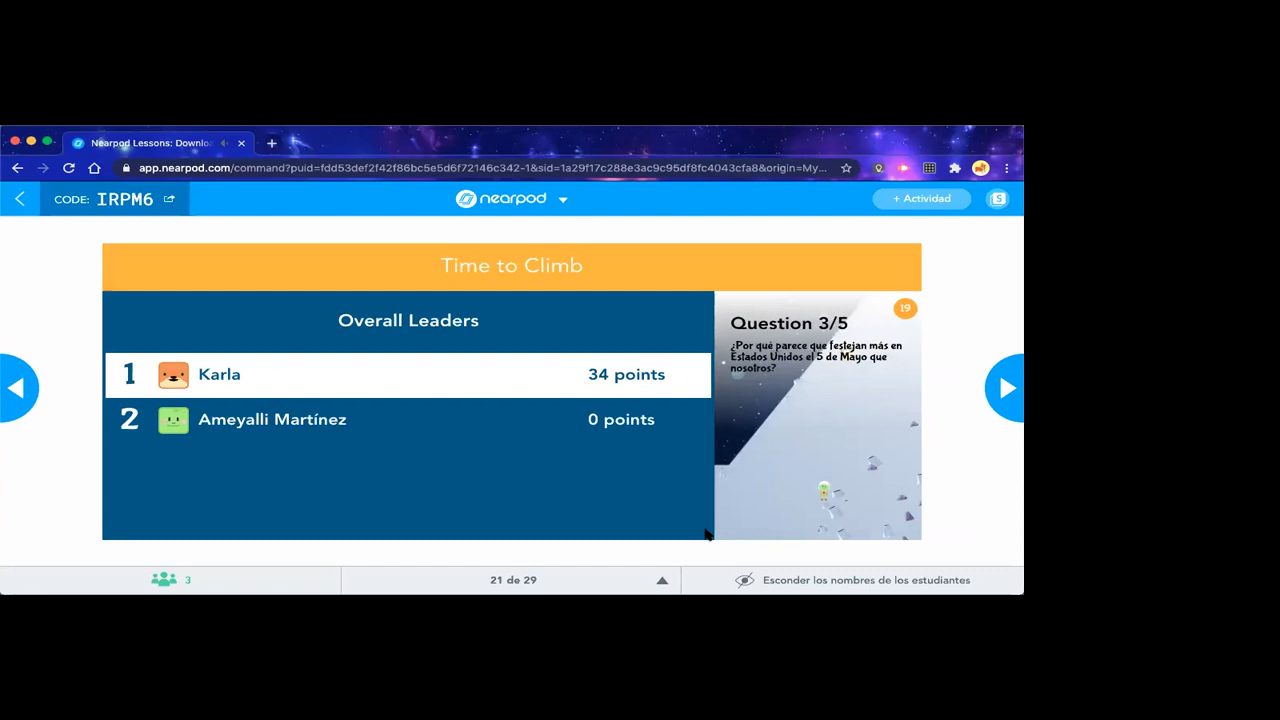 Nearpod Lessons: Downlo
app.nearpod.com/command?puid=fdd53def2f42f86bc5e5d6f72146c342-1&sid=1a29f17c288e3ac9c95df8fc4043cfa8&origin=My...
CODE: IRPM6
nearpod
+ Actividad
S
Time to Climb
Overall Leaders
1 Karla 34 points
2 Ameyalli Martínez 0 points
19
Question 3/5
¿Por qué parece que festejan más en
Estados Unidos el 5 de Mayo que
nosotros?
3
21 de 29
Esconder los nombres de los estudiantes